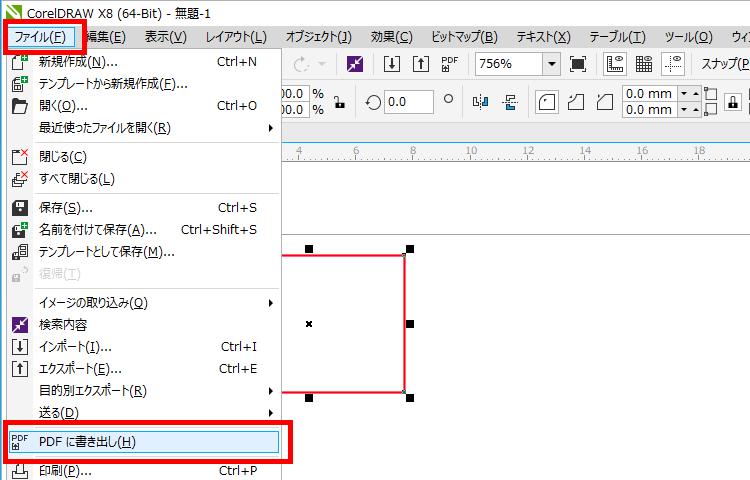 CorelDRAW X8 (64-Bit) - 無題-1
ファイル(F) 編集(E) 表示(V) レイアウト(L) オブジェクト(J) 効果(C) ビットマップ(B) テキスト(X) テーブル(T) ツール(O) ウィ
新規作成(N)... Ctrl+N
PDF 756% スナップ(P
テンプレートから新規作成(F)...
開く(O)... Ctrl+O
00.0 % 0.0 0.0 mm
00.0 % 0.0 mm
最近使ったファイルを開く(R)
4 6 8 10 12 14 16 18
閉じる(C)
すべて閉じる(L)
保存(S)... Ctrl+S
名前を付けて保存(A)... Ctrl+Shift+S
テンプレートとして保存(M)...
復帰(T)
イメージの取り込み(Q)
検索内容
インポート(I)... Ctrl+I
エクスポート(E)... Ctrl+E
目的別エクスポート(R)
送る(D)
PDF PDF に書き出し(H)
印刷(P)... Ctrl+P